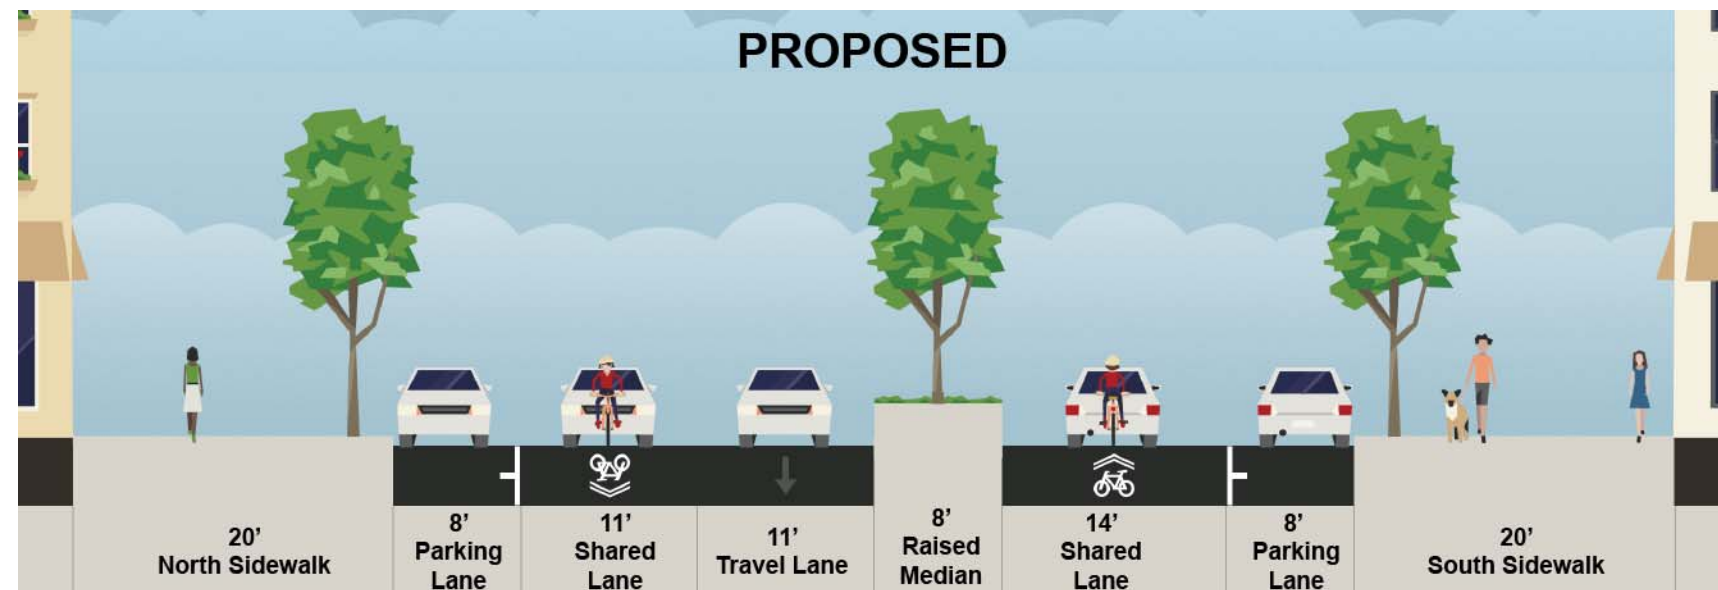 PROPOSED
20’
North Sidewalk
8’
Parking
Lane
11’
Shared
Lane
11’
Travel Lane
8’
Raised
Median
14’
Shared
Lane
8’
Parking
Lane
20’
South Sidewalk